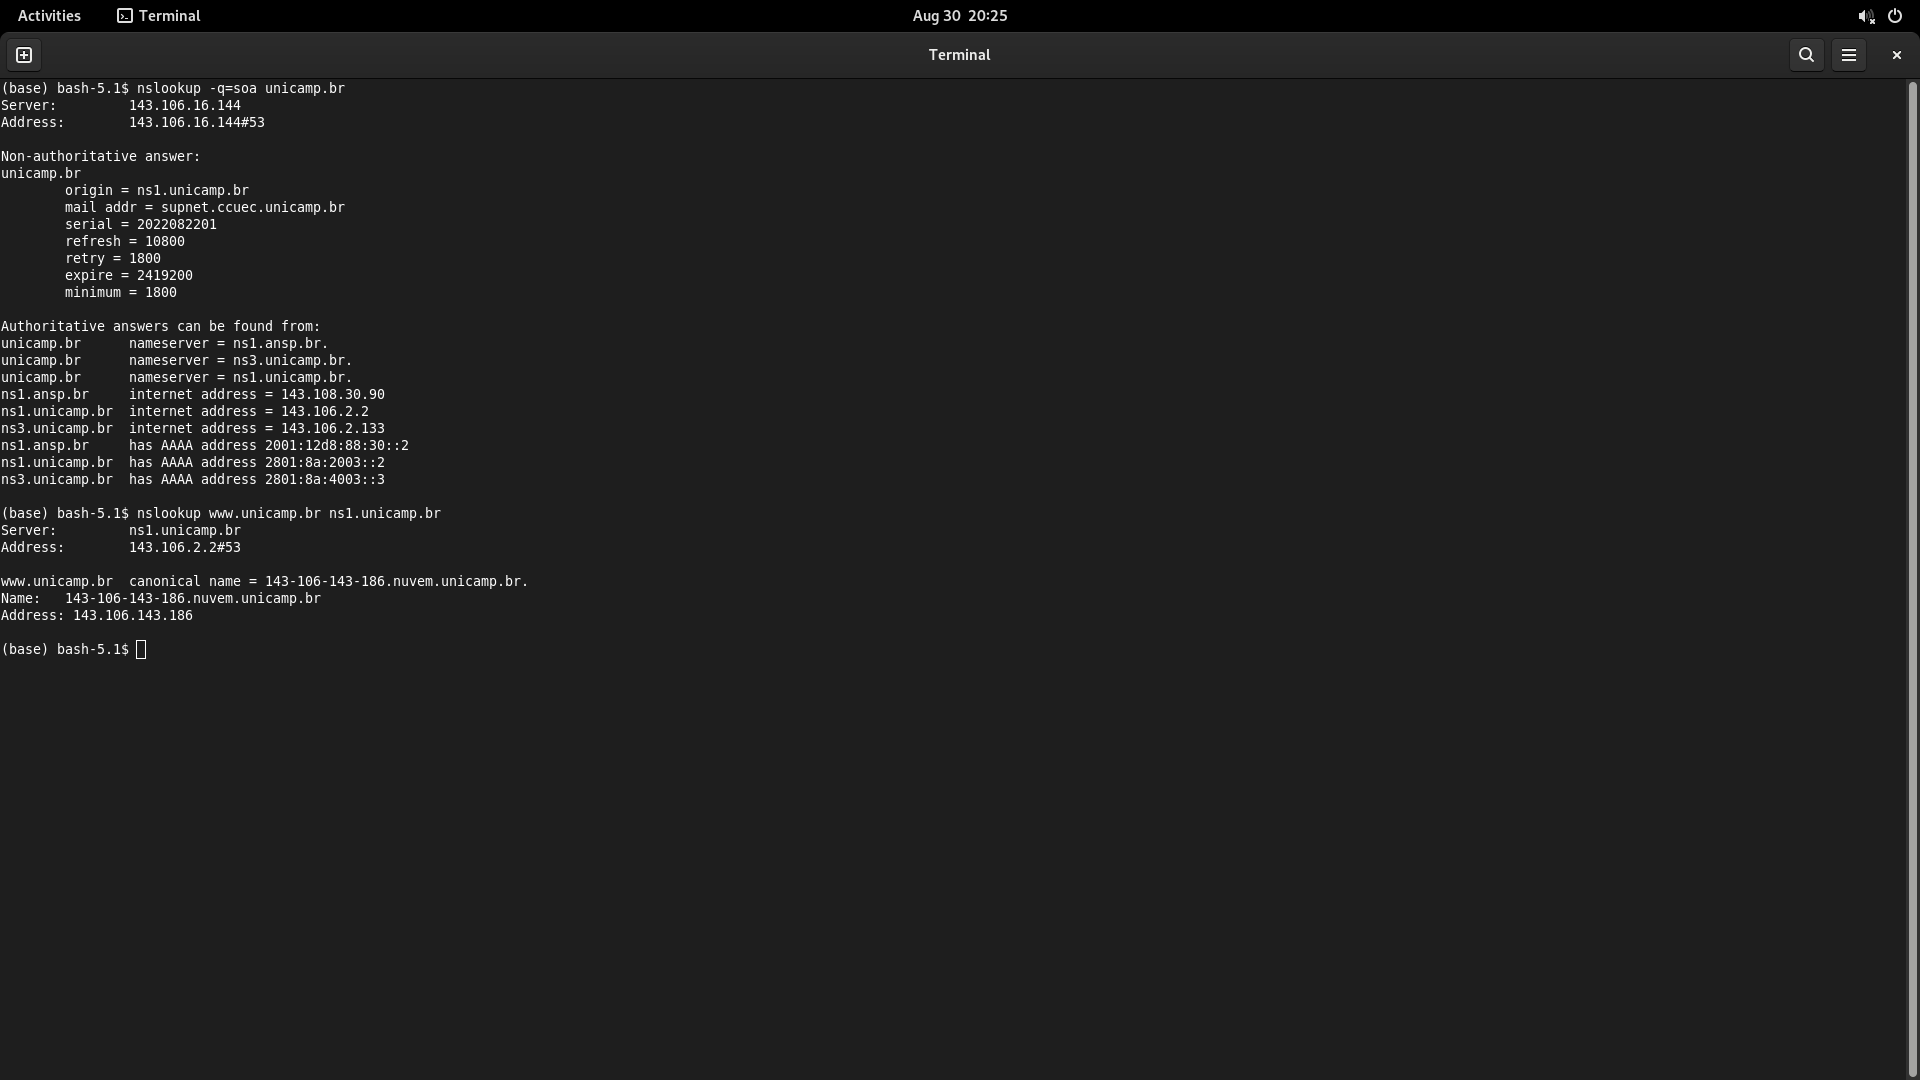 Activities Terminal Aug 30 20:25
Terminal
(base) bash-5.1$ nslookup -q=soa unicamp.br
Server:         143.106.16.144
Address:        143.106.16.144#53

Non-authoritative answer:
unicamp.br
        origin = ns1.unicamp.br
        mail addr = supnet.ccuec.unicamp.br
        serial = 2022082201
        refresh = 10800
        retry = 1800
        expire = 2419200
        minimum = 1800

Authoritative answers can be found from:
unicamp.br      nameserver = ns1.ansp.br.
unicamp.br      nameserver = ns3.unicamp.br.
unicamp.br      nameserver = ns1.unicamp.br.
ns1.ansp.br     internet address = 143.108.30.90
ns1.unicamp.br  internet address = 143.106.2.2
ns3.unicamp.br  internet address = 143.106.2.133
ns1.ansp.br     has AAAA address 2001:12d8:88:30::2
ns1.unicamp.br  has AAAA address 2801:8a:2003::2
ns3.unicamp.br  has AAAA address 2801:8a:4003::3

(base) bash-5.1$ nslookup www.unicamp.br ns1.unicamp.br
Server:         ns1.unicamp.br
Address:        143.106.2.2#53

www.unicamp.br  canonical name = 143-106-143-186.nuvem.unicamp.br.
Name:   143-106-143-186.nuvem.unicamp.br
Address: 143.106.143.186

(base) bash-5.1$